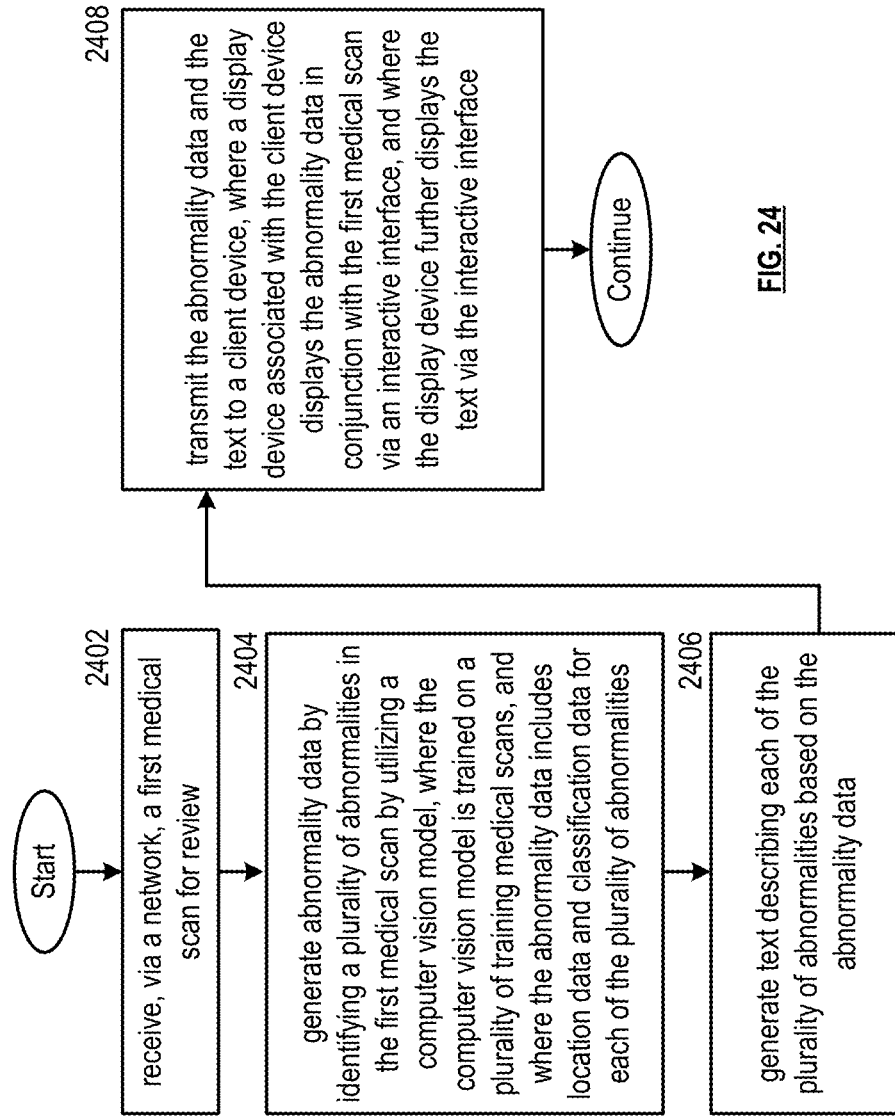 Start
2402
receive, via a network, a first medical
scan for review
2404
generate abnormality data by
identifying a plurality of abnormalities in
the first medical scan by utilizing a
computer vision model, where the
computer vision model is trained on a
plurality of training medical scans, and
where the abnormality data includes
location data and classification data for
each of the plurality of abnormalities
2406
generate text describing each of the
plurality of abnormalities based on the
abnormality data
2408
transmit the abnormality data and the
text to a client device, where a display
device associated with the client device
displays the abnormality data in
conjunction with the first medical scan
via an interactive interface, and where
the display device further displays the
text via the interactive interface
Continue
FIG. 24